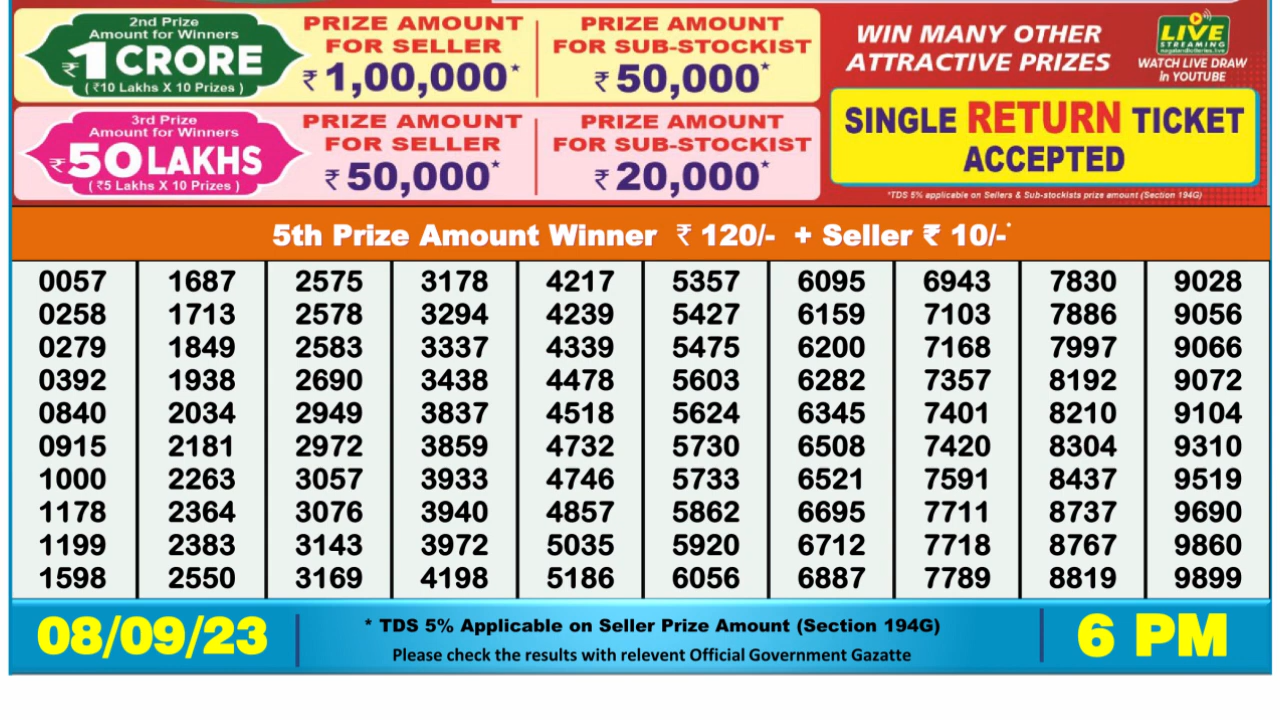 2nd Prize
Amount for Winners
₹1 CRORE
(₹10 Lakhs X 10 Prizes)
PRIZE AMOUNT
FOR SELLER
₹1,00,000*
PRIZE AMOUNT
FOR SUB-STOCKIST
₹50,000*
WIN MANY OTHER
ATTRACTIVE PRIZES
LIVE
STREAMING
nagalandlotteries.live
WATCH LIVE DRAW
in YOUTUBE
3rd Prize
Amount for Winners
₹50 LAKHS
(₹5 Lakhs X 10 Prizes)
PRIZE AMOUNT
FOR SELLER
₹50,000*
PRIZE AMOUNT
FOR SUB-STOCKIST
₹20,000*
SINGLE RETURN TICKET
ACCEPTED
*TDS 5% applicable on Sellers & Sub-stockists prize amount (Section 194G)
5th Prize Amount Winner ₹ 120/- + Seller ₹ 10/-*
0057 1687 2575 3178 4217 5357 6095 6943 7830 9028
0258 1713 2578 3294 4239 5427 6159 7103 7886 9056
0279 1849 2583 3337 4339 5475 6200 7168 7997 9066
0392 1938 2690 3438 4478 5603 6282 7357 8192 9072
0840 2034 2949 3837 4518 5624 6345 7401 8210 9104
0915 2181 2972 3859 4732 5730 6508 7420 8304 9310
1000 2263 3057 3933 4746 5733 6521 7591 8437 9519
1178 2364 3076 3940 4857 5862 6695 7711 8737 9690
1199 2383 3143 3972 5035 5920 6712 7718 8767 9860
1598 2550 3169 4198 5186 6056 6887 7789 8819 9899
08/09/23
* TDS 5% Applicable on Seller Prize Amount (Section 194G)
Please check the results with relevent Official Government Gazatte
6 PM